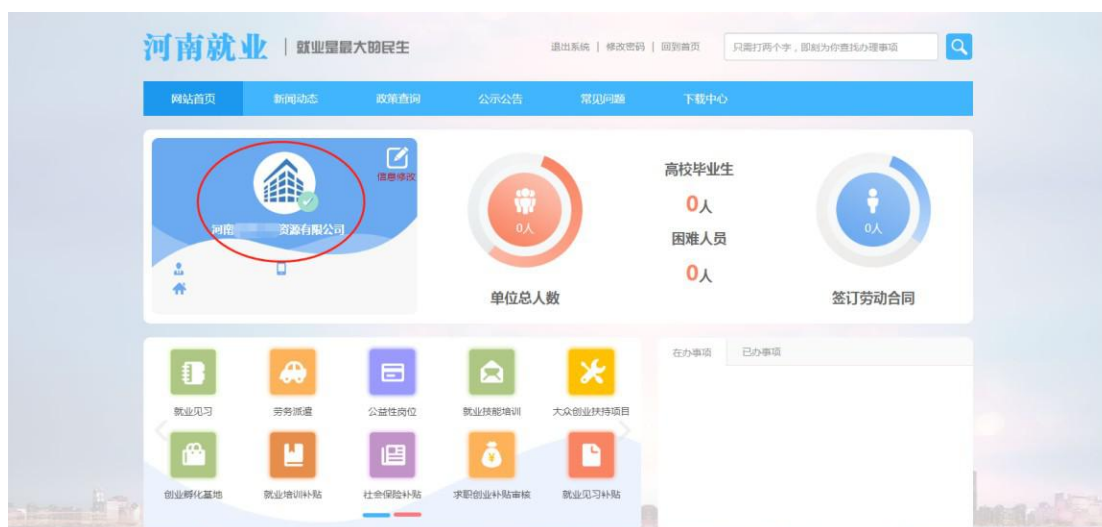 河南就业 就业是最大的民生
退出系统 | 修改密码 | 回到首页
只需打两个字，即刻为你查找办理事项
网站首页 新闻动态 政策查询 公示公告 常见问题 下载中心
信息修改
河南 资源有限公司
0人
单位总人数
高校毕业生
0人
困难人员
0人
0人
签订劳动合同
就业见习 劳务派遣 公益性岗位 就业技能培训 大众创业扶持项目
创业孵化基地 就业培训补贴 社会保险补贴 求职创业补贴审核 就业见习补贴
在办事项 已办事项